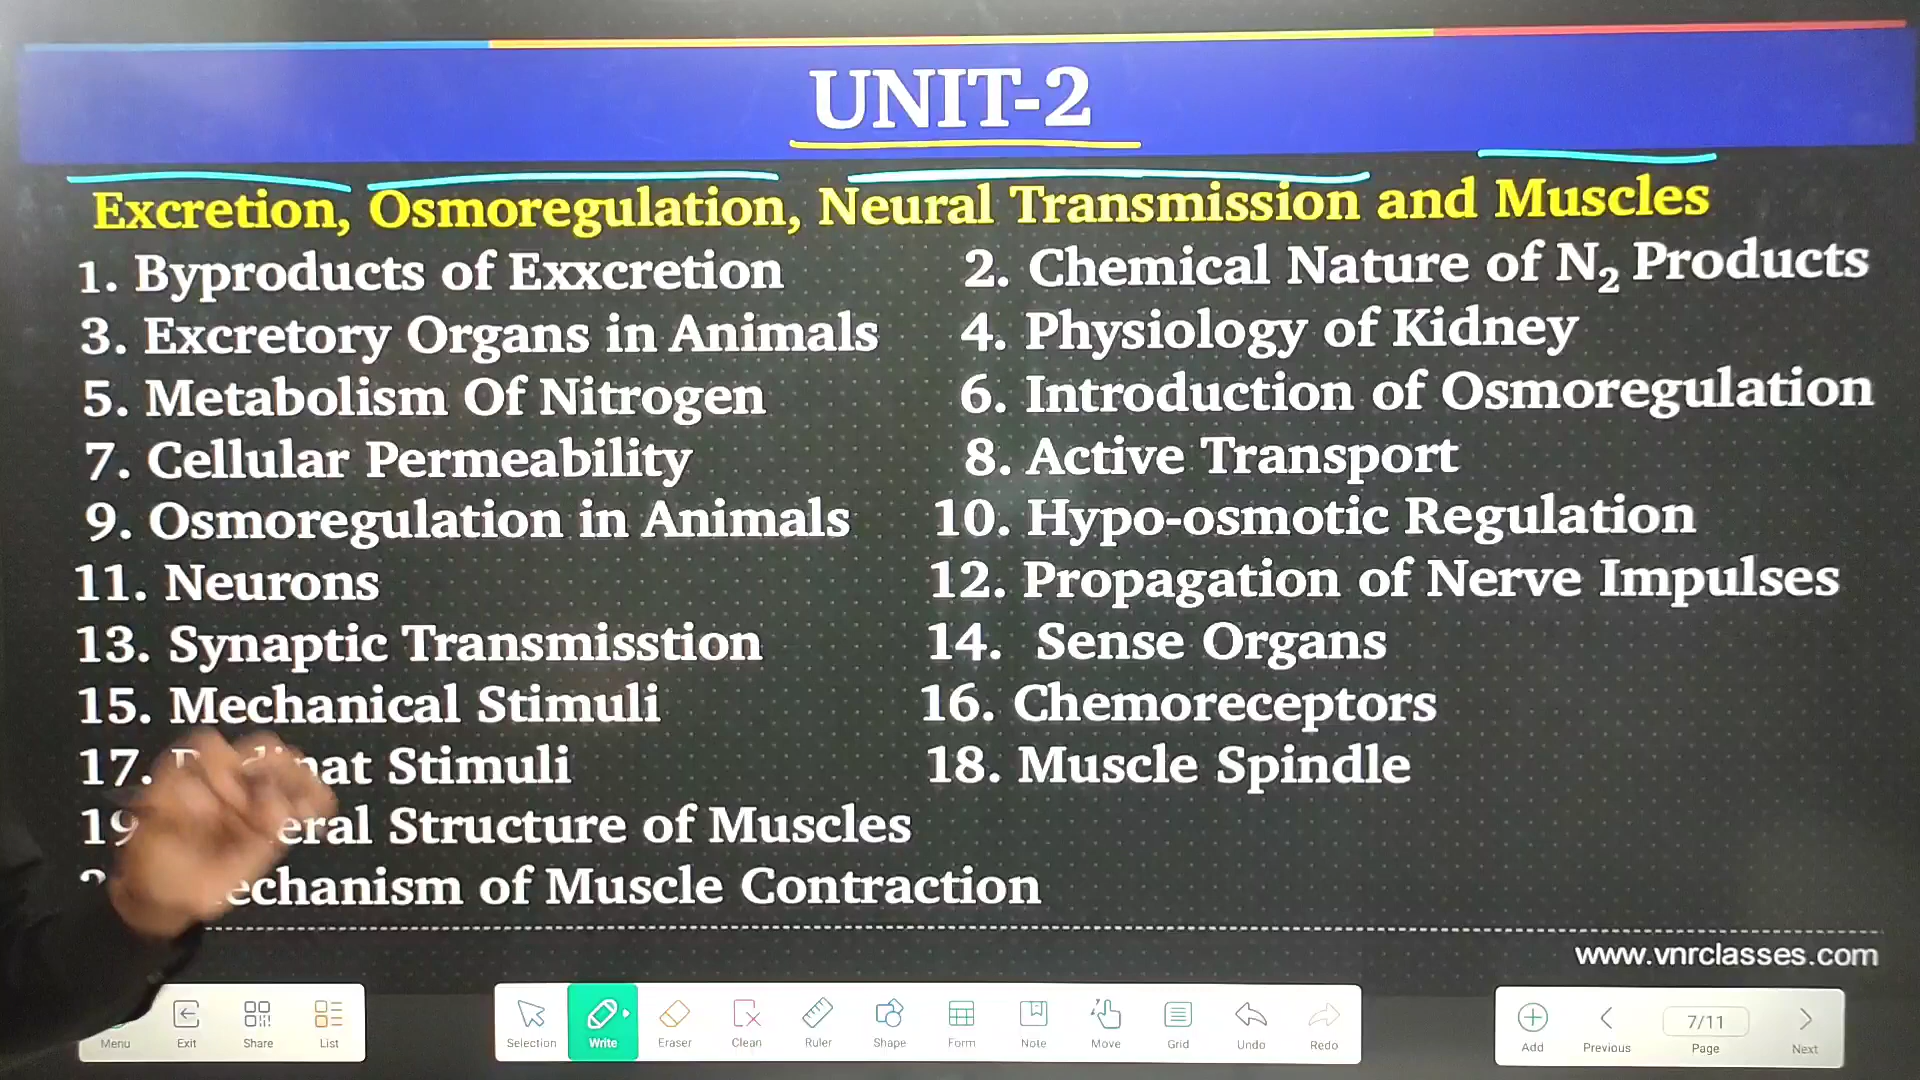 UNIT-2
Excretion, Osmoregulation, Neural Transmission and Muscles
1. Byproducts of Exxcretion
2. Chemical Nature of N₂ Products
3. Excretory Organs in Animals
4. Physiology of Kidney
5. Metabolism Of Nitrogen
6. Introduction of Osmoregulation
7. Cellular Permeability
8. Active Transport
9. Osmoregulation in Animals
10. Hypo-osmotic Regulation
11. Neurons
12. Propagation of Nerve Impulses
13. Synaptic Transmisstion
14. Sense Organs
15. Mechanical Stimuli
16. Chemoreceptors
17. Stimuli
18. Muscle Spindle
19 Structure of Muscles
of Muscle Contraction
www.vnrclasses.com
Menu Exit Share List Selection Write Eraser Clean Ruler Shape Form Note Move Grid Undo Redo Add Previous 7/11 Page Next